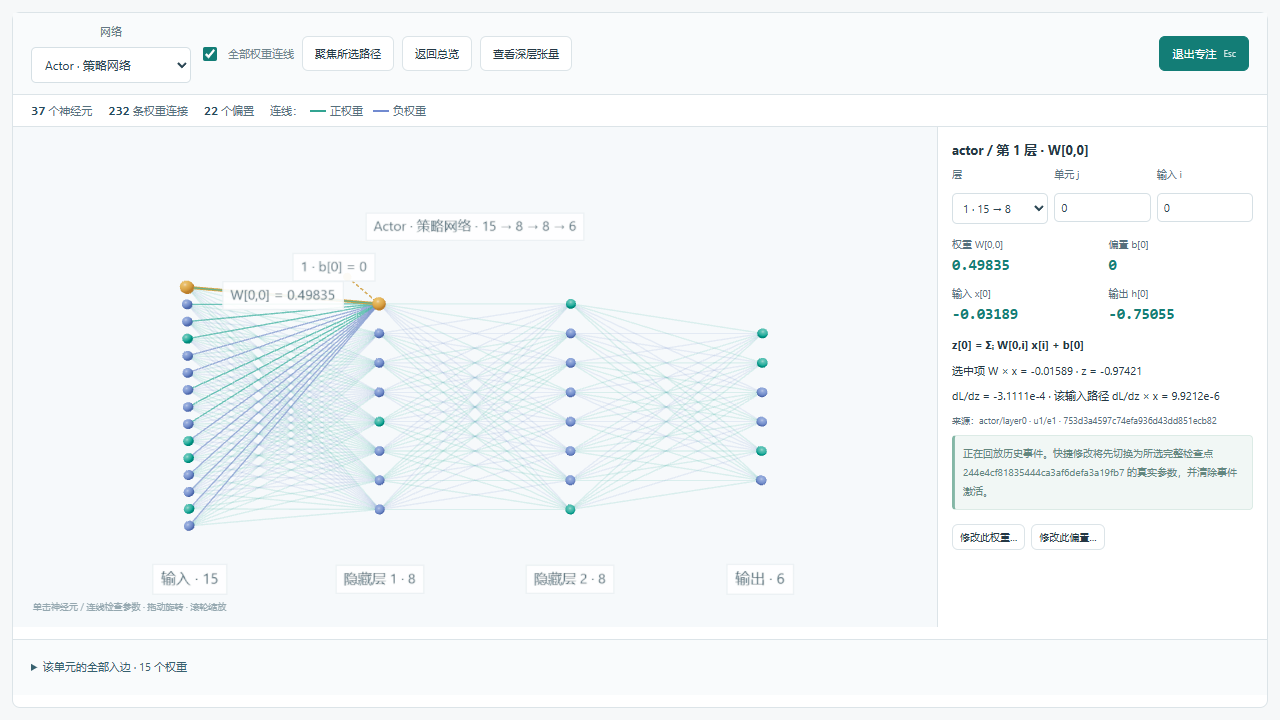 网络
Actor · 策略网络
全部权重连线
聚焦所选路径
返回总览
查看深层张量
退出专注 Esc
37 个神经元 232 条权重连接 22 个偏置 连线: 正权重 负权重
Actor · 策略网络 · 15 → 8 → 8 → 6
1 · b[0] = 0
W[0,0] = 0.49835
输入 · 15
隐藏层 1 · 8
隐藏层 2 · 8
输出 · 6
单击神经元 / 连线检查参数 · 拖动旋转 · 滚轮缩放
actor / 第 1 层 · W[0,0]
层 单元 j 输入 i
1 · 15 → 8 0 0
权重 W[0,0] 偏置 b[0]
0.49835 0
输入 x[0] 输出 h[0]
-0.03189 -0.75055
z[0] = Σᵢ W[0,i] x[i] + b[0]
选中项 W × x = -0.01589 · z = -0.97421
dL/dz = -3.1111e-4 · 该输入路径 dL/dz × x = 9.9212e-6
来源: actor/layer0 · u1/e1 · 753d3a4597c74efa936d43dd851ecb82
正在回放历史事件。快捷修改将先切换为所选完整检查点
244e4cf81835444ca3af6defa3a19fb7 的真实参数，并清除事件
激活。
修改此权重… 修改此偏置…
▶ 该单元的全部入边 · 15 个权重